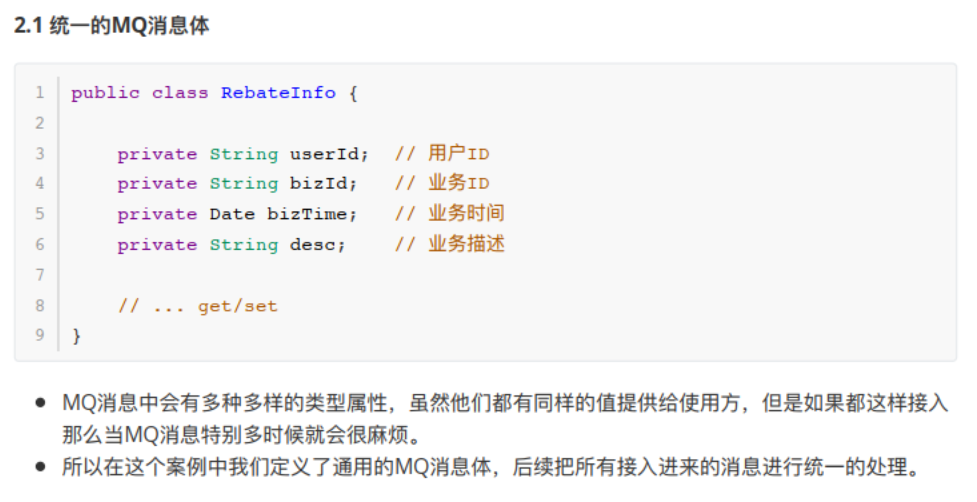 2.1 统一的MQ消息体
1 public class RebateInfo {
2
3     private String userId;  // 用户ID
4     private String bizId;   // 业务ID
5     private Date bizTime;   // 业务时间
6     private String desc;    // 业务描述
7
8     // ... get/set
9 }
● MQ消息中会有多种多样的类型属性，虽然他们都有同样的值提供给使用方，但是如果都这样接入
那么当MQ消息特别多时候就会很麻烦。
● 所以在这个案例中我们定义了通用的MQ消息体，后续把所有接入进来的消息进行统一的处理。